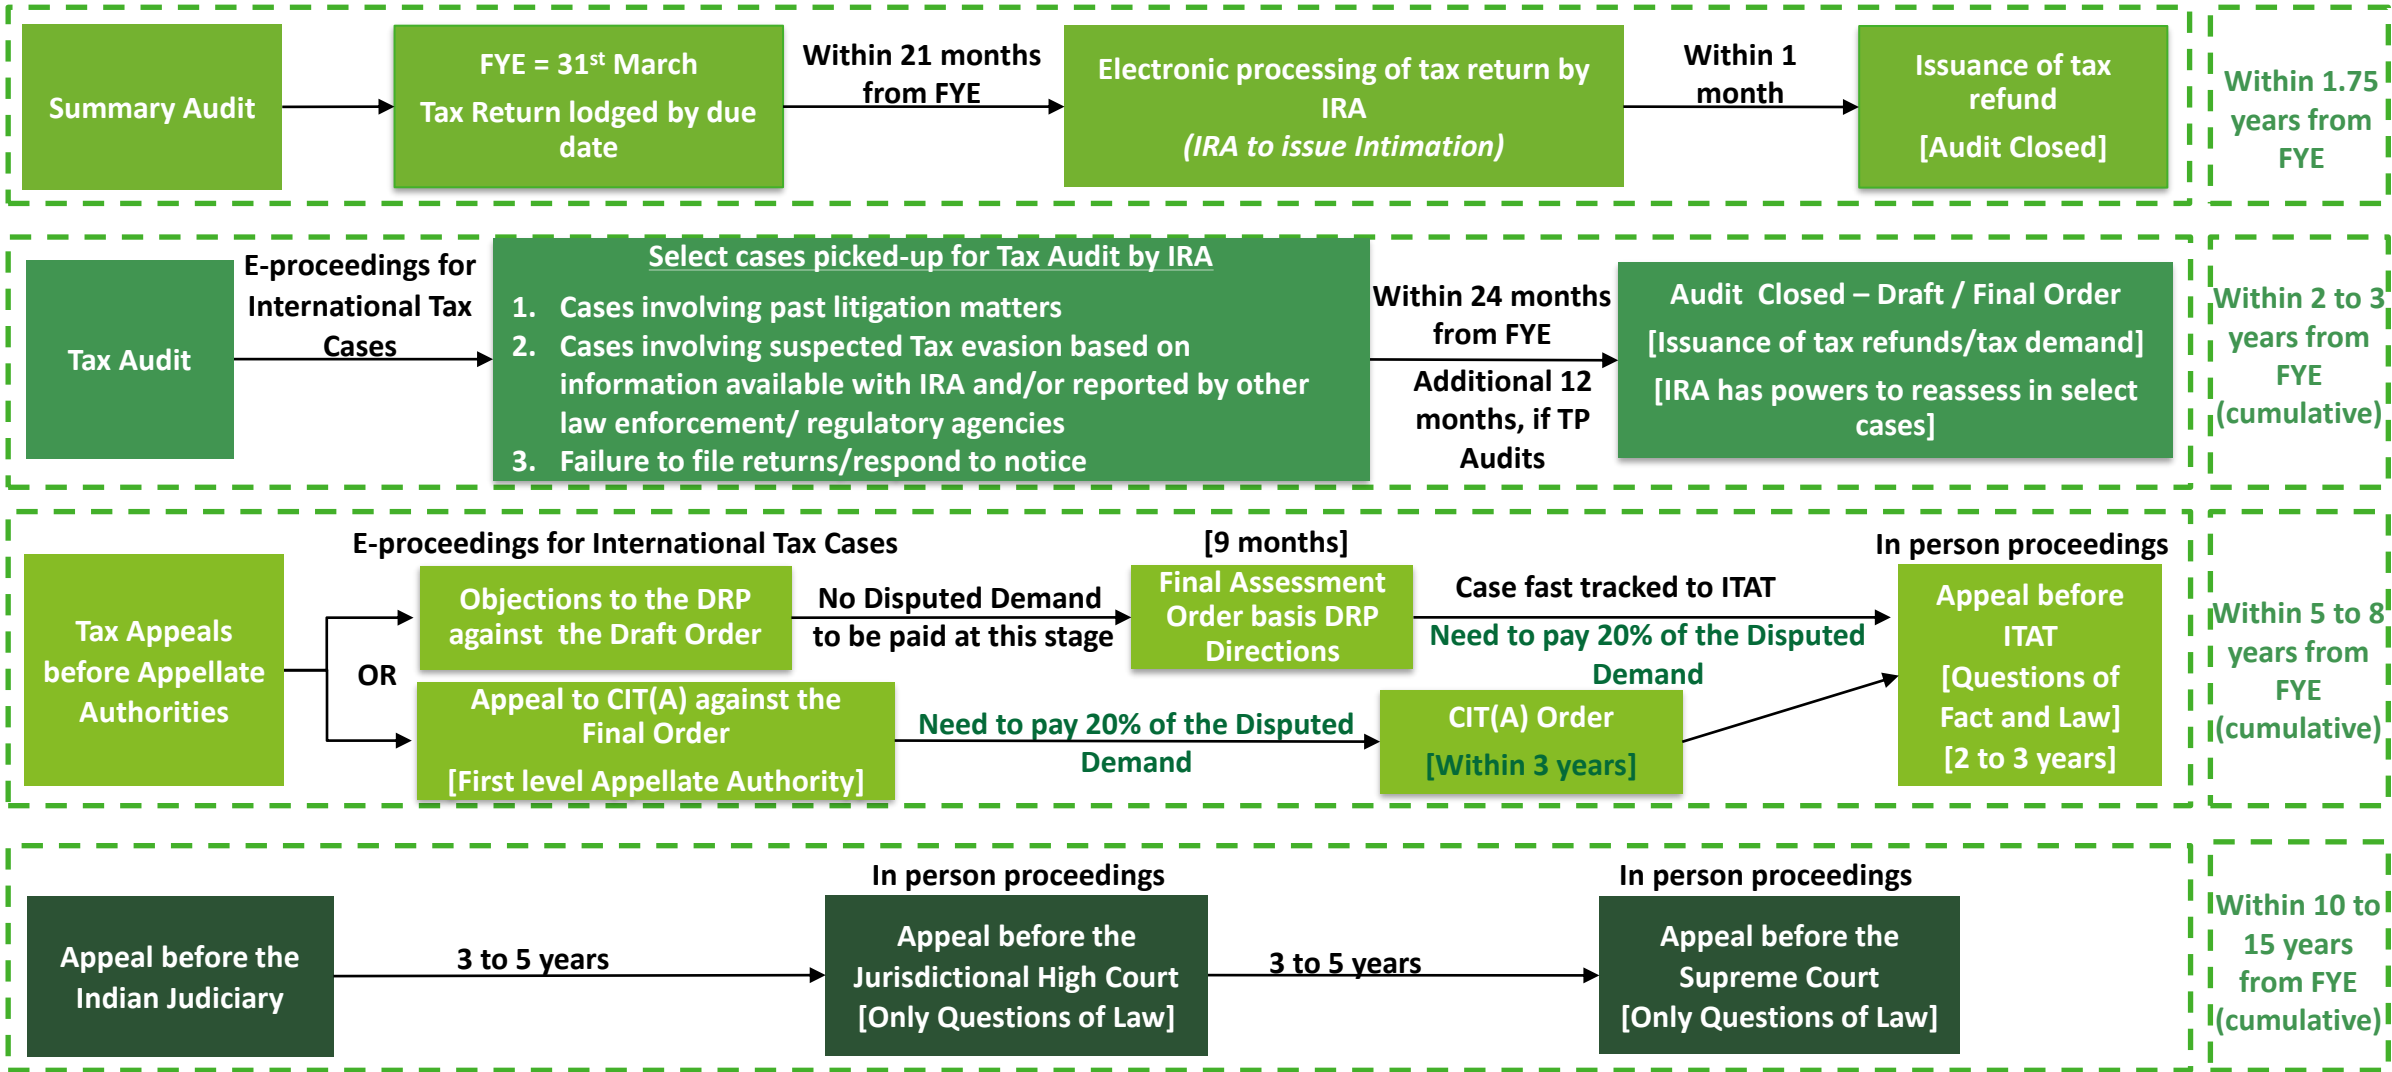 Summary Audit
FYE = 31st March
Tax Return lodged by due
date
Within 21 months
from FYE
Electronic processing of tax return by
IRA
(IRA to issue Intimation)
Within 1
month
Issuance of tax
refund
[Audit Closed]
Within 1.75
years from
FYE
Tax Audit
E-proceedings for
International Tax
Cases
Select cases picked-up for Tax Audit by IRA
1. Cases involving past litigation matters
2. Cases involving suspected Tax evasion based on
information available with IRA and/or reported by other
law enforcement/ regulatory agencies
3. Failure to file returns/respond to notice
Within 24 months
from FYE
Additional 12
months, if TP
Audits
Audit Closed – Draft / Final Order
[Issuance of tax refunds/tax demand]
[IRA has powers to reassess in select
cases]
Within 2 to 3
years from
FYE
(cumulative)
Tax Appeals
before Appellate
Authorities
E-proceedings for International Tax Cases
OR
Objections to the DRP
against the Draft Order
No Disputed Demand
to be paid at this stage
[9 months]
Final Assessment
Order basis DRP
Directions
Case fast tracked to ITAT
Need to pay 20% of the Disputed
Demand
Appeal to CIT(A) against the
Final Order
[First level Appellate Authority]
Need to pay 20% of the Disputed
Demand
CIT(A) Order
[Within 3 years]
In person proceedings
Appeal before
ITAT
[Questions of
Fact and Law]
[2 to 3 years]
Within 5 to 8
years from
FYE
(cumulative)
Appeal before the
Indian Judiciary
3 to 5 years
In person proceedings
Appeal before the
Jurisdictional High Court
[Only Questions of Law]
3 to 5 years
In person proceedings
Appeal before the
Supreme Court
[Only Questions of Law]
Within 10 to
15 years
from FYE
(cumulative)